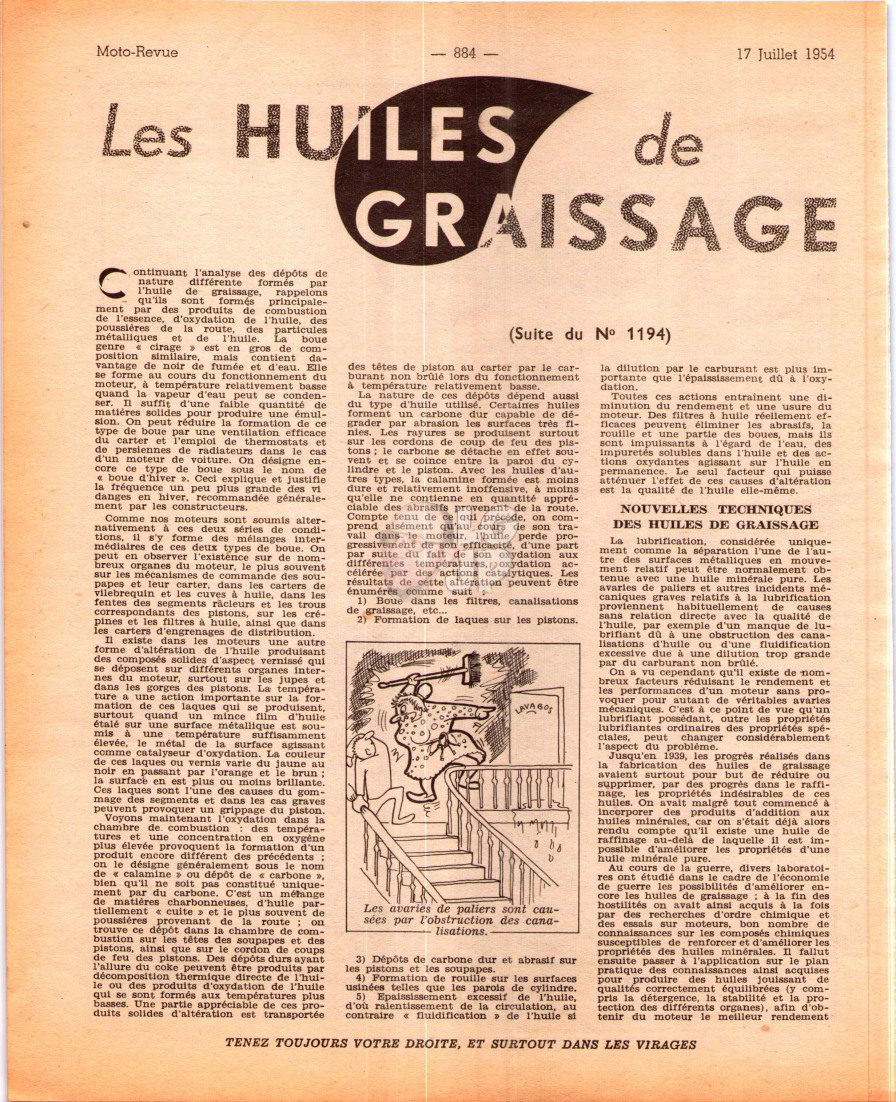 Moto-Revue
— 884 —
17 Juillet 1954
Les HUILES de
GRAISSAGE
(Suite du Nº 1194)
Continuant l'analyse des dépôts de
nature différente formés par
l'huile de graissage, rappelons
qu'ils sont formés principale-
ment par des produits de combustion
de l'essence, d'oxydation de l'huile, des
poussières de la route, des particules
métalliques et de l'huile. La boue
genre « cirage » est en gros de com-
position similaire, mais contient da-
vantage de noir de fumée et d'eau. Elle
se forme au cours du fonctionnement du
moteur, à température relativement basse
quand la vapeur d'eau peut se conden-
ser. Il suffit d'une faible quantité de
matières solides pour produire une émul-
sion. On peut réduire la formation de ce
type de boue par une ventilation efficace
du carter et l'emploi de thermostats et
de persiennes de radiateurs dans le cas
d'un moteur de voiture. On désigne en-
core ce type de boue sous le nom de
« boue d'hiver ». Ceci explique et justifie
la fréquence un peu plus grande des vi
danges en hiver, recommandée générale-
ment par les constructeurs.
Comme nos moteurs sont soumis alter-
nativement à ces deux séries de condi-
tions, il s'y forme des mélanges inter-
médiaires de ces deux types de boue. On
peut en observer l'existence sur de nom-
breux organes du moteur, le plus souvent
sur les mécanismes de commande des sou-
papes et leur carter, dans les carters de
vilebrequin et les cuves à huile, dans les
fentes des segments râcleurs et les trous
correspondants des pistons, sur les cré-
pines et les filtres à huile, ainsi que dans
les carters d'engrenages de distribution.
Il existe dans les moteurs une autre
forme d'altération de l'huile produisant
des composés solides d'aspect vernissé qui
se déposent sur différents organes inter-
nes du moteur, surtout sur les jupes et
dans les gorges des pistons. La tempéra-
ture a une action importante sur la for-
mation de ces laques qui se produisent,
surtout quand un mince film d'huile
étalé sur une surface métallique est sou-
mis à une température suffisamment
élevée, le métal de la surface agissant
comme catalyseur d'oxydation. La couleur
de ces laques ou vernis varie du jaune au
noir en passant par l'orange et le brun ;
la surface en est plus ou moins brillante.
Ces laques sont l'une des causes du gom-
mage des segments et dans les cas graves
peuvent provoquer un grippage du piston.
Voyons maintenant l'oxydation dans la
chambre de combustion : des tempéra-
tures et une concentration en oxygène
plus élevée provoquent la formation d'un
produit encore différent des précédents ;
on le désigne généralement sous le nom
de « calamine » ou dépôt de « carbone »,
bien qu'il ne soit pas constitué unique-
ment par du carbone. C'est un mélange
de matières charbonneuses, d'huile par-
tiellement « cuite » et le plus souvent de
poussières provenant de la route ; on
trouve ce dépôt dans la chambre de com-
bustion sur les têtes des soupapes et des
pistons, ainsi que sur le cordon de coups
de feu des pistons. Des dépôts durs ayant
l'allure du coke peuvent être produits par
décomposition thermique directe de l'hui-
le ou des produits d'oxydation de l'huile
qui se sont formés aux températures plus
basses. Une partie appréciable de ces pro-
duits solides d'altération est transportée
des têtes de piston au carter par le car-
burant non brûlé lors du fonctionnement
à température relativement basse.
La nature de ces dépôts dépend aussi
du type d'huile utilisé. Certaines huiles
forment un carbone dur capable de dé-
grader par abrasion les surfaces très fi-
nies. Les rayures se produisent surtout
sur les cordons de coup de feu des pis-
tons ; le carbone se détache en effet sou-
vent et se coince entre la paroi du cy-
lindre et le piston. Avec les huiles d'au-
tres types, la calamine formée est moins
dure et relativement inoffensive, à moins
qu'elle ne contienne en quantité appré-
ciable des abrasifs provenant de la route.
Compte tenu de ce qui précède, on com-
prend aisément qu'au cours de son tra-
vail dans le moteur, l'huile perde pro-
gressivement de son efficacité, d'une part
par suite du fait de son oxydation aux
différentes températures, oxydation ac-
célérée par des actions catalytiques. Les
résultats de cette altération peuvent être
énumérés comme suit :
1) Boue dans les filtres, canalisations
de graissage, etc...
2) Formation de laques sur les pistons.
LAVABOS
Les avaries de paliers sont cau-
sées par l'obstruction des cana-
lisations.
3) Dépôts de carbone dur et abrasif sur
les pistons et les soupapes.
4) Formation de rouille sur les surfaces
usinées telles que les parois de cylindre.
5) Epaississement excessif de l'huile,
d'où ralentissement de la circulation, au
contraire « fluidification » de l'huile si
la dilution par le carburant est plus im-
portante que l'épaississement dû à l'oxy-
dation.
Toutes ces actions entraînent une di-
minution du rendement et une usure du
moteur. Des filtres à huile réellement ef-
ficaces peuvent éliminer les abrasifs, la
rouille et une partie des boues, mais ils
sont impuissants à l'égard de l'eau, des
impuretés solubles dans l'huile et des ac-
tions oxydantes agissant sur l'huile en
permanence. Le seul facteur qui puisse
atténuer l'effet de ces causes d'altération
est la qualité de l'huile elle-même.
NOUVELLES TECHNIQUES
DES HUILES DE GRAISSAGE
La lubrification, considérée unique-
ment comme la séparation l'une de l'au-
tre des surfaces métalliques en mouve-
ment relatif peut être normalement ob-
tenue avec une huile minérale pure. Les
avaries de paliers et autres incidents mé-
caniques graves relatifs à la lubrification
proviennent habituellement de causes
sans relation directe avec la qualité de
l'huile, par exemple d'un manque de lu-
brifiant dû à une obstruction des cana-
lisations d'huile ou d'une fluidification
excessive due à une dilution trop grande
par du carburant non brûlé.
On a vu cependant qu'il existe de nom-
breux facteurs réduisant le rendement et
les performances d'un moteur sans pro-
voquer pour autant de véritables avaries
mécaniques. C'est à ce point de vue qu'un
lubrifiant possédant, outre les propriétés
lubrifiantes ordinaires des propriétés spé-
ciales, peut changer considérablement
l'aspect du problème.
Jusqu'en 1939, les progrès réalisés dans
la fabrication des huiles de graissage
avaient surtout pour but de réduire ou
supprimer, par des progrès dans le raffi-
nage, les propriétés indésirables de ces
huiles. On avait malgré tout commencé à
incorporer des produits d'addition aux
huiles minérales, car on s'était déjà alors
rendu compte qu'il existe une huile de
raffinage au-delà de laquelle il est im-
possible d'améliorer les propriétés d'une
huile minérale pure.
Au cours de la guerre, divers laboratoi-
res ont étudié dans le cadre de l'économie
de guerre les possibilités d'améliorer en-
core les huiles de graissage ; à la fin des
hostilités on avait ainsi acquis à la fois
par des recherches d'ordre chimique et
des essais sur moteurs, bon nombre de
connaissances sur les composés chimiques
susceptibles de renforcer et d'améliorer les
propriétés des huiles minérales. Il fallut
ensuite passer à l'application sur le plan
pratique des connaissances ainsi acquises
pour produire des huiles jouissant de
qualités correctement équilibrées (y com-
pris la détergence, la stabilité et la pro-
tection des différents organes), afin d'ob-
tenir du moteur le meilleur rendement
TENEZ TOUJOURS VOTRE DROITE, ET SURTOUT DANS LES VIRAGES